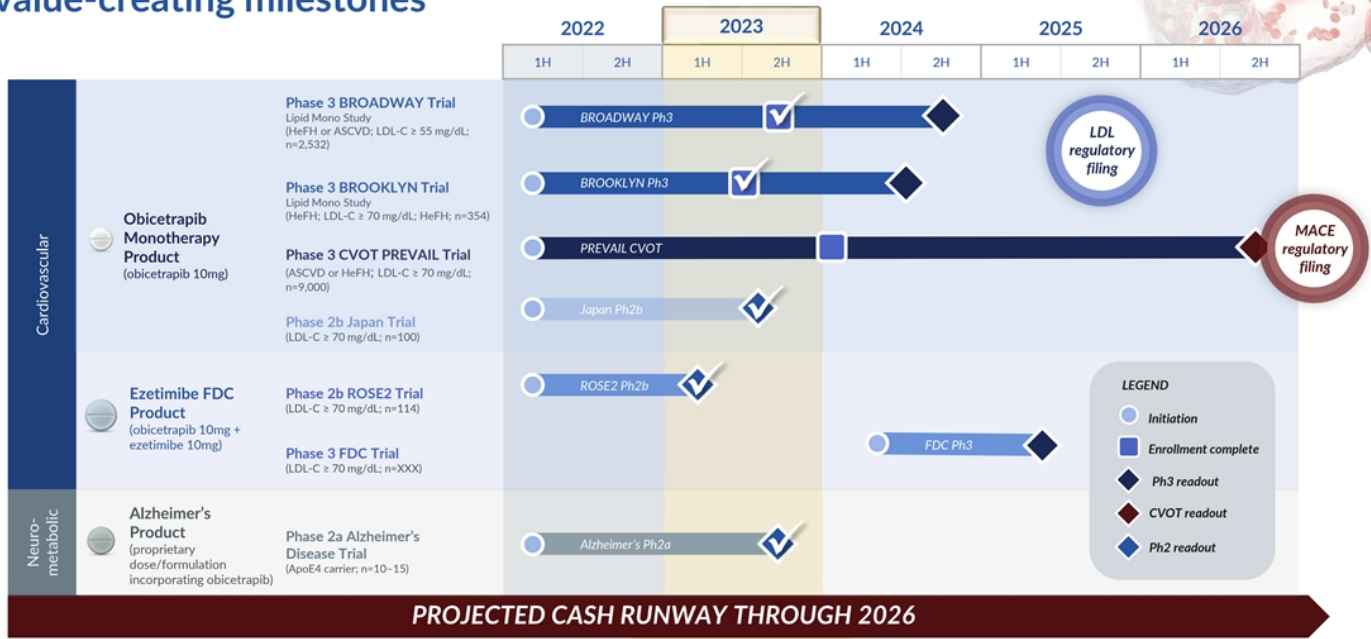 value-creating milestones
2022
2023
2024
2025
2026
1H
2H
1H
2H
1H
2H
1H
2H
1H
2H
Cardiovascular
Obicetrapib
Monotherapy
Product
(obicetrapib 10mg)
Phase 3 BROADWAY Trial
Lipid Mono Study
(HeFH or ASCVD; LDL-C ≥ 55 mg/dL;
n=2,532)
BROADWAY Ph3
Phase 3 BROOKLYN Trial
Lipid Mono Study
(HeFH; LDL-C ≥ 70 mg/dL; HeFH; n=354)
BROOKLYN Ph3
Phase 3 CVOT PREVAIL Trial
(ASCVD or HeFH; LDL-C ≥ 70 mg/dL;
n=9,000)
PREVAIL CVOT
Phase 2b Japan Trial
(LDL-C ≥ 70 mg/dL; n=100)
Japan Ph2b
LDL
regulatory
filing
MACE
regulatory
filing
Ezetimibe FDC
Product
(obicetrapib 10mg +
ezetimibe 10mg)
Phase 2b ROSE2 Trial
(LDL-C ≥ 70 mg/dL; n=114)
ROSE2 Ph2b
Phase 3 FDC Trial
(LDL-C ≥ 70 mg/dL; n=XXX)
FDC Ph3
LEGEND
Initiation
Enrollment complete
Ph3 readout
CVOT readout
Ph2 readout
Neuro-
metabolic
Alzheimer's
Product
(proprietary
dose/formulation
incorporating obicetrapib)
Phase 2a Alzheimer's
Disease Trial
(ApoE4 carrier; n=10–15)
Alzheimer's Ph2a
PROJECTED CASH RUNWAY THROUGH 2026